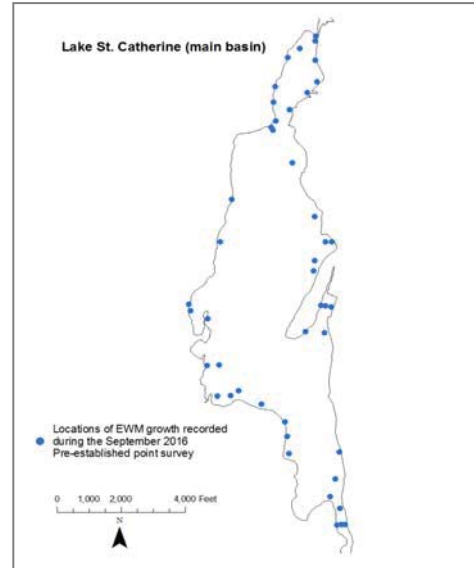 Lake St. Catherine (main basin)
Locations of EWM growth recorded
during the September 2016
Pre-established point survey
0 1,000 2,000 4,000 Feet
N